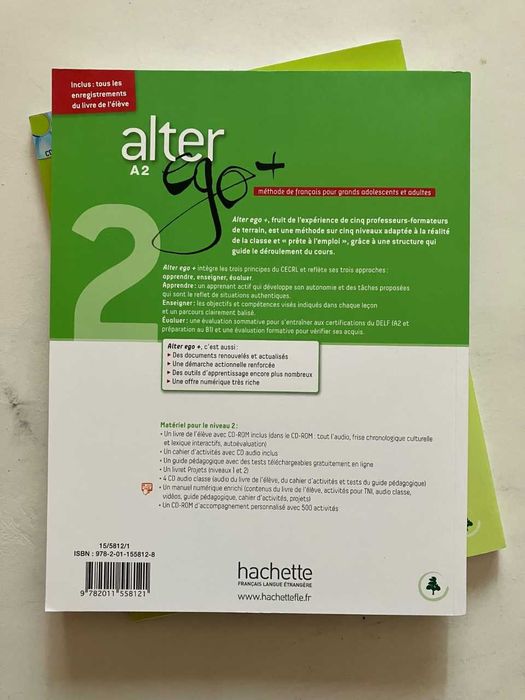 Inclus : tous les
enregistrements
du livre de l'élève
CD
alter
ego +
A2
2
méthode de français pour grands adolescents et adultes
Alter ego +, fruit de l'expérience de cinq professeurs-formateurs
de terrain, est une méthode sur cinq niveaux adaptée à la réalité
de la classe et « prête à l'emploi », grâce à une structure qui
guide le déroulement du cours.
Alter ego + intègre les trois principes du CECRL et reflète ses trois approches :
apprendre, enseigner, évaluer.
Apprendre : un apprenant actif qui développe son autonomie et des tâches proposées
qui sont le reflet de situations authentiques.
Enseigner : les objectifs et compétences visés indiqués dans chaque leçon
et un parcours clairement balisé.
Évaluer : une évaluation sommative pour s'entraîner aux certifications du DELF (A2 et
préparation au B1) et une évaluation formative pour vérifier ses acquis.
Alter ego +, c'est aussi :
▸ Des documents renouvelés et actualisés
▸ Une démarche actionnelle renforcée
▸ Des outils d'apprentissage encore plus nombreux
▸ Une offre numérique très riche
Matériel pour le niveau 2 :
• Un livre de l'élève avec CD-ROM inclus (dans le CD-ROM : tout l'audio, frise chronologique culturelle
et lexique interactifs, autoévaluation)
• Un cahier d'activités avec CD audio inclus
• Un guide pédagogique avec des tests téléchargeables gratuitement en ligne
• Un livret Projets (niveaux 1 et 2)
• 4 CD audio classe (audio du livre de l'élève, du cahier d'activités et tests du guide pédagogique)
• Un manuel numérique enrichi (contenus du livre de l'élève, activités pour TNI, audio classe,
vidéos, guide pédagogique, cahier d'activités, projets)
• Un CD-ROM d'accompagnement personnalisé avec 500 activités
15/5812/1
ISBN : 978-2-01-155812-8
9 782011 558121
hachette
FRANÇAIS LANGUE ÉTRANGÈRE
www.hachettefle.fr